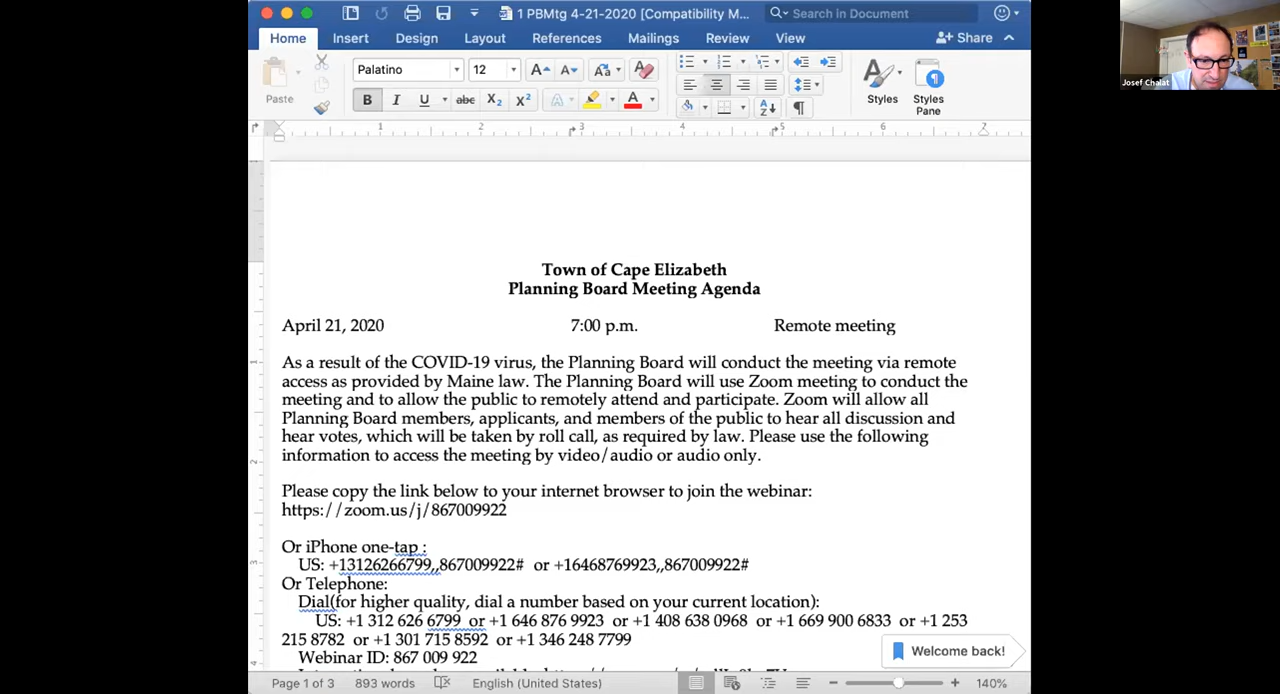 1 PBMtg 4-21-2020 [Compatibility M...
Search in Document
Home Insert Design Layout References Mailings Review View
Share
Josef Chalat
Palatino 12
Paste
B I U abc X2 X2
Styles
Styles Pane
1 2 3 4 5 6 7
Town of Cape Elizabeth
Planning Board Meeting Agenda
April 21, 2020 7:00 p.m. Remote meeting
As a result of the COVID-19 virus, the Planning Board will conduct the meeting via remote
access as provided by Maine law. The Planning Board will use Zoom meeting to conduct the
meeting and to allow the public to remotely attend and participate. Zoom will allow all
Planning Board members, applicants, and members of the public to hear all discussion and
hear votes, which will be taken by roll call, as required by law. Please use the following
information to access the meeting by video/audio or audio only.
Please copy the link below to your internet browser to join the webinar:
https://zoom.us/j/867009922
Or iPhone one-tap :
US: +13126266799,,867009922# or +16468769923,,867009922#
Or Telephone:
Dial(for higher quality, dial a number based on your current location):
US: +1 312 626 6799 or +1 646 876 9923 or +1 408 638 0968 or +1 669 900 6833 or +1 253
215 8782 or +1 301 715 8592 or +1 346 248 7799
Webinar ID: 867 009 922
Welcome back!
Page 1 of 3 893 words English (United States) 140%